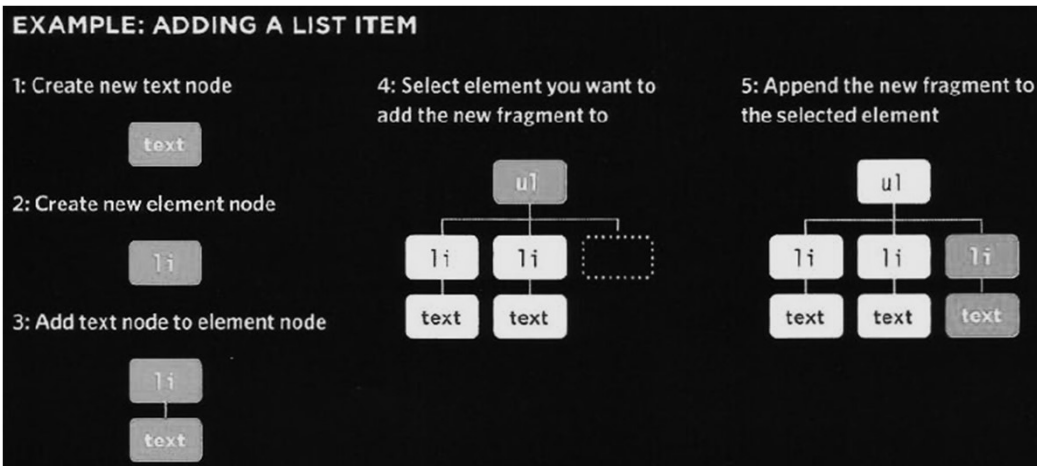 EXAMPLE: ADDING A LIST ITEM
1: Create new text node
text
2: Create new element node
li
3: Add text node to element node
li
text
4: Select element you want to
add the new fragment to
ul
li li
text text
5: Append the new fragment to
the selected element
ul
li li li
text text text